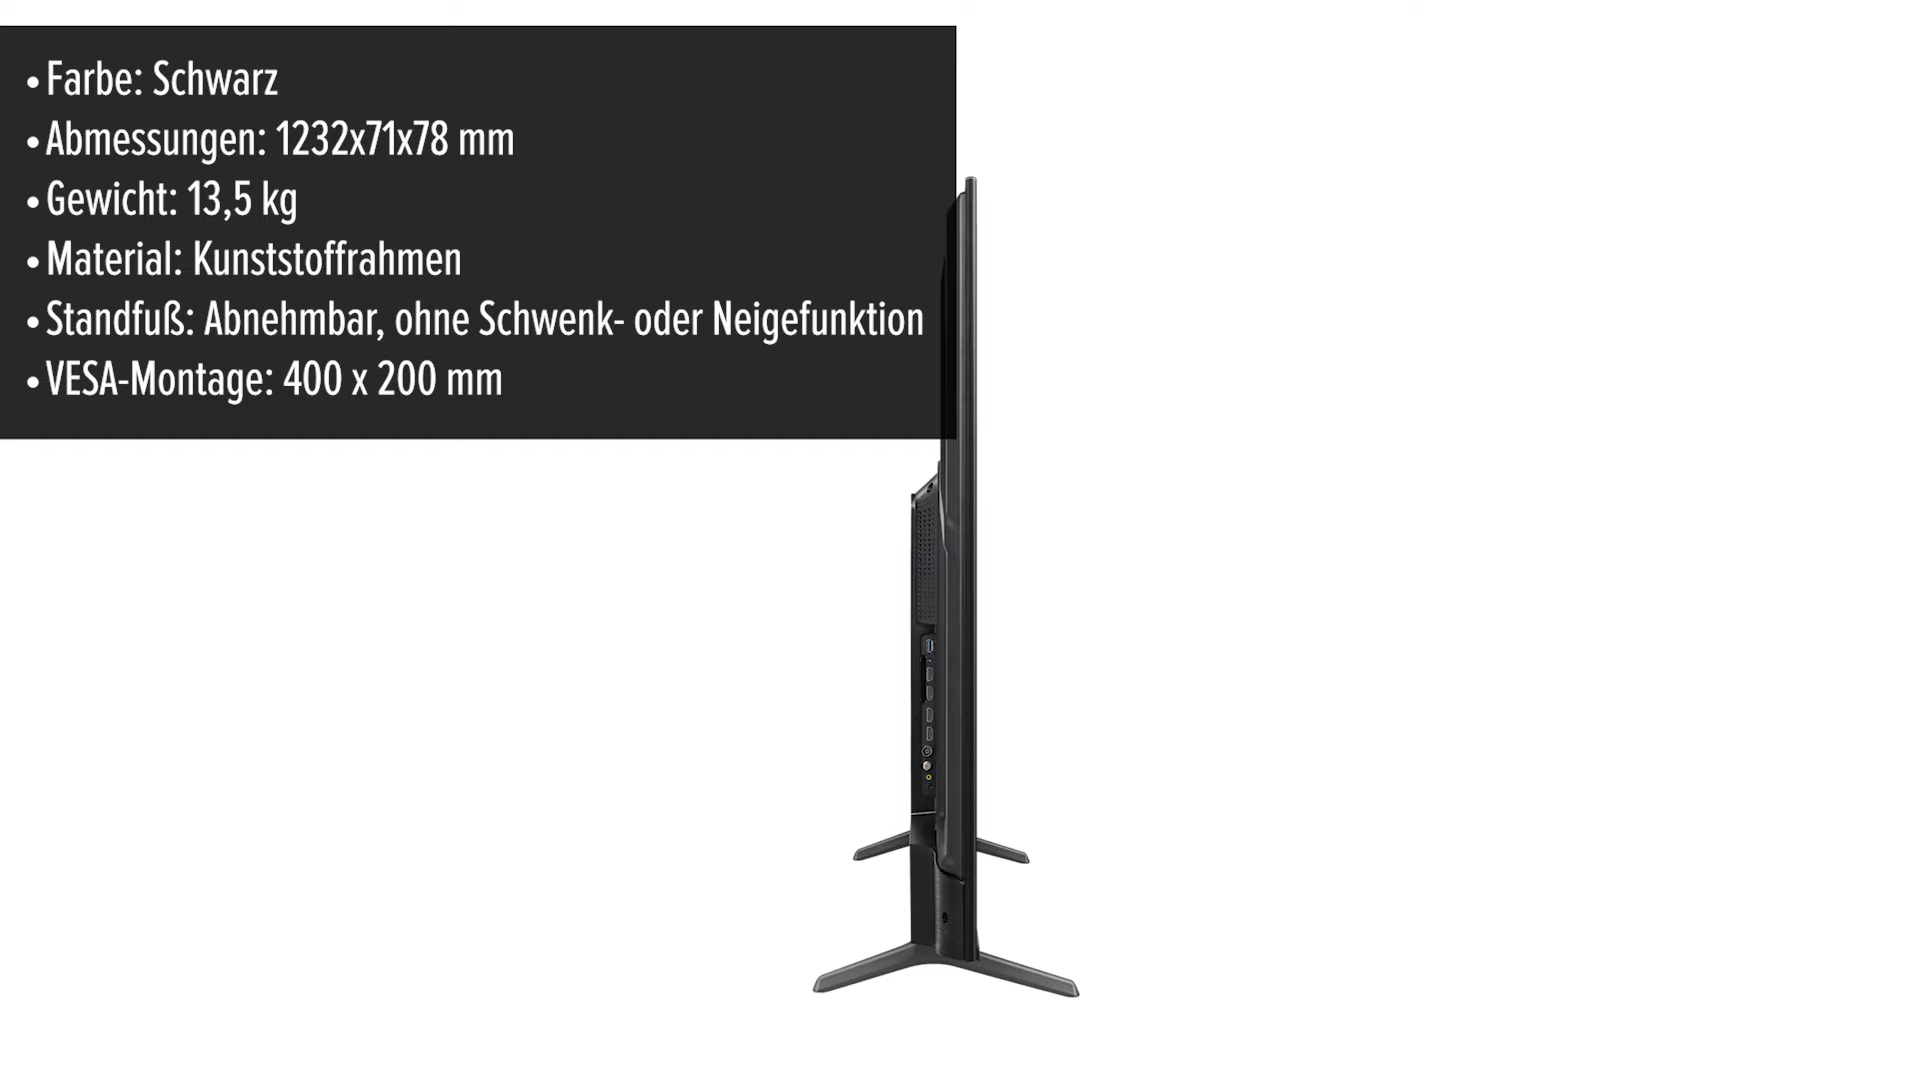 • Farbe: Schwarz
• Abmessungen: 1232x71x78 mm
• Gewicht: 13,5 kg
• Material: Kunststoffrahmen
• Standfuß: Abnehmbar, ohne Schwenk- oder Neigefunktion
• VESA-Montage: 400 x 200 mm